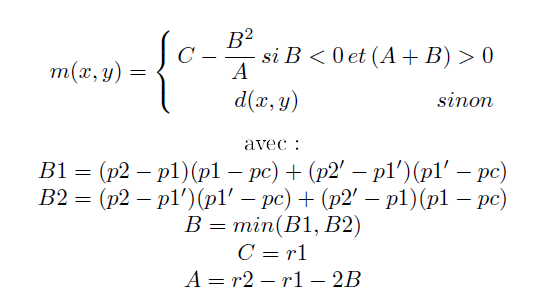 m(x, y) = { C − B²/A si B < 0 et (A + B) > 0
d(x, y) sinon
avec :
B1 = (p2 − p1)(p1 − pc) + (p2′ − p1′)(p1′ − pc)
B2 = (p2 − p1′)(p1′ − pc) + (p2′ − p1)(p1 − pc)
B = min(B1, B2)
C = r1
A = r2 − r1 − 2B